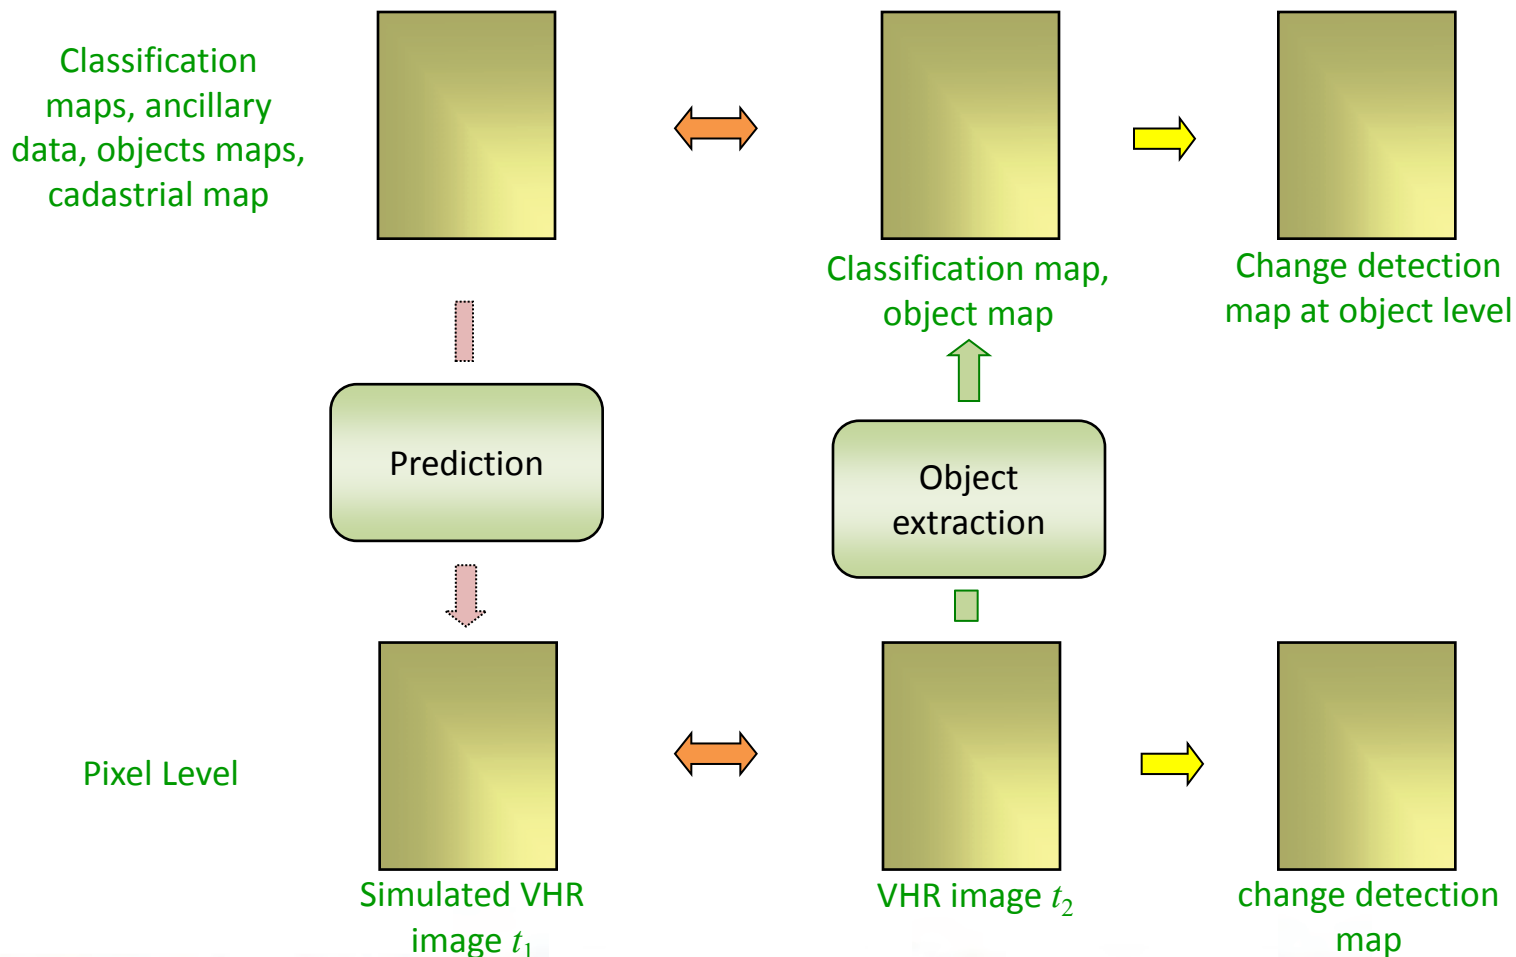 Classification
maps, ancillary
data, objects maps,
cadastrial map
Classification map,
object map
Change detection
map at object level
Prediction
Object
extraction
Pixel Level
Simulated VHR
image t₁
VHR image t₂
change detection
map